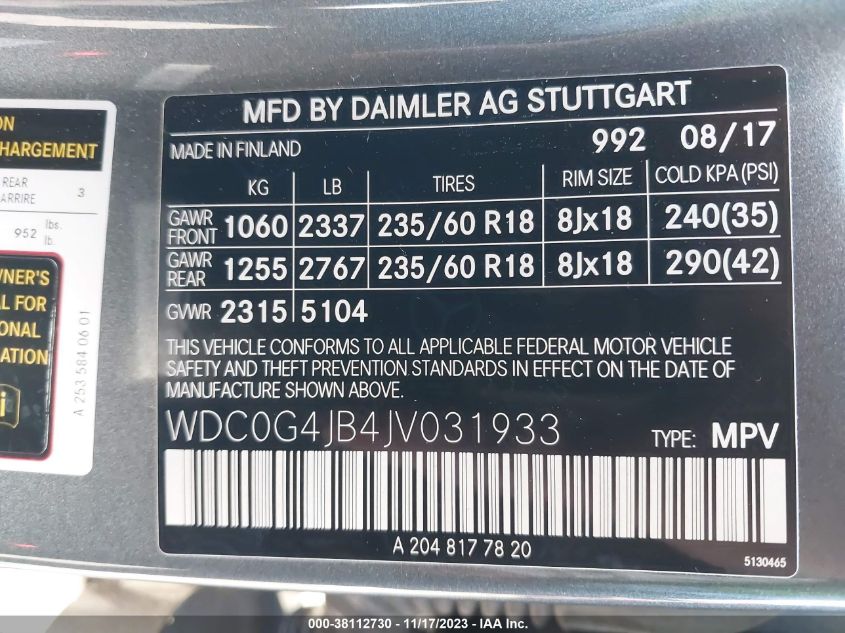 ON
HARGEMENT
REAR
ARRIRE
3
952
lbs.
lb.
WNER'S
AL FOR
ONAL
ATION
i
A 253 584 06 01
MFD BY DAIMLER AG STUTTGART
MADE IN FINLAND 992 08/17
KG LB TIRES RIM SIZE COLD KPA (PSI)
GAWR FRONT 1060 2337 235/60 R18 8Jx18 240(35)
GAWR REAR 1255 2767 235/60 R18 8Jx18 290(42)
GVWR 2315 5104
THIS VEHICLE CONFORMS TO ALL APPLICABLE FEDERAL MOTOR VEHICLE
SAFETY AND THEFT PREVENTION STANDARDS IN EFFECT ON THE DATE OF
MANUFACTURE SHOWN ABOVE.
WDC0G4JB4JV031933 TYPE: MPV
A 204 817 78 20
5130465
000-38112730 - 11/17/2023 - IAA Inc.